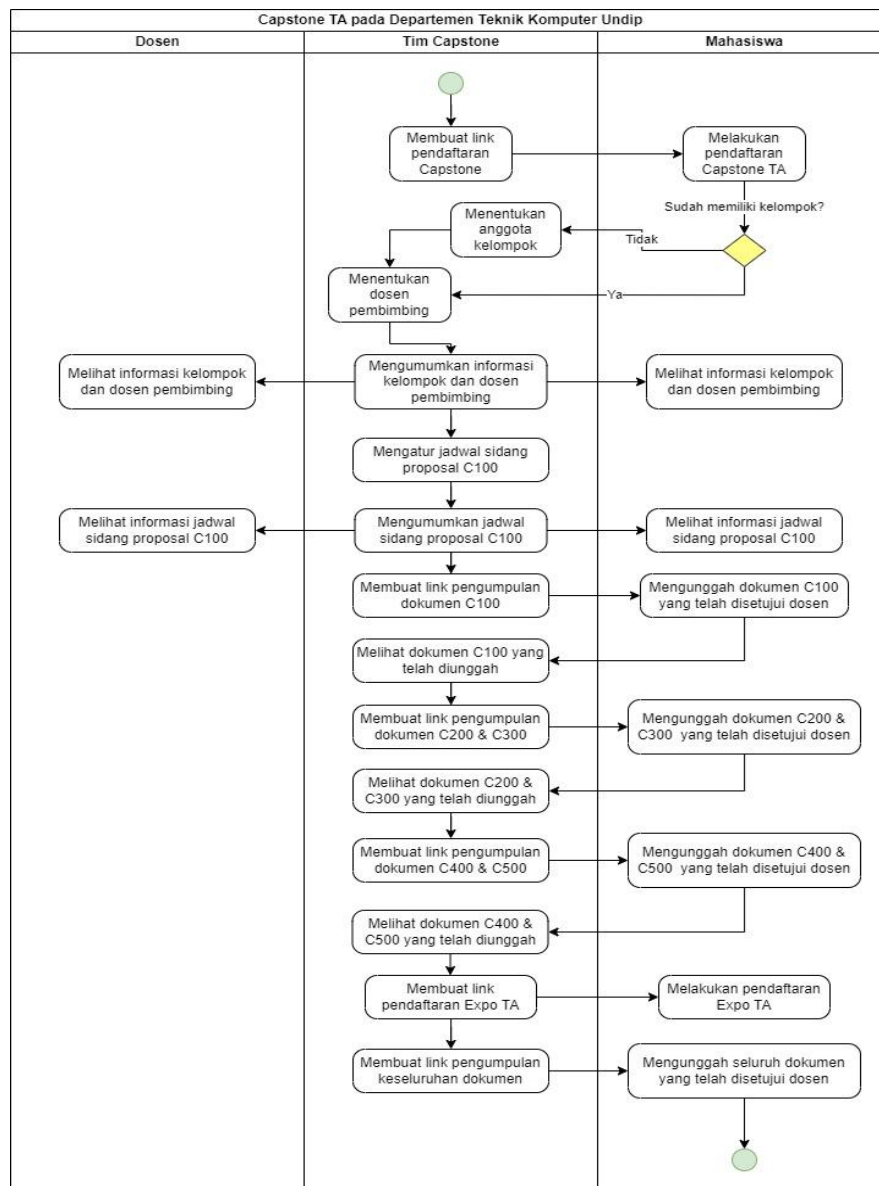 Capstone TA pada Departemen Teknik Komputer Undip
Dosen
Tim Capstone
Mahasiswa
Membuat link
pendaftaran
Capstone
Melakukan
pendaftaran
Capstone TA
Sudah memiliki kelompok?
Tidak
Menentukan
anggota
kelompok
Ya
Menentukan
dosen
pembimbing
Melihat informasi kelompok
dan dosen pembimbing
Mengumumkan informasi
kelompok dan dosen
pembimbing
Melihat informasi kelompok
dan dosen pembimbing
Mengatur jadwal sidang
proposal C100
Melihat informasi jadwal
sidang proposal C100
Mengumumkan jadwal
sidang proposal C100
Melihat informasi jadwal
sidang proposal C100
Membuat link pengumpulan
dokumen C100
Mengunggah dokumen C100
yang telah disetujui dosen
Melihat dokumen C100 yang
telah diunggah
Membuat link pengumpulan
dokumen C200 & C300
Mengunggah dokumen C200 &
C300 yang telah disetujui dosen
Melihat dokumen C200 &
C300 yang telah diunggah
Membuat link pengumpulan
dokumen C400 & C500
Mengunggah dokumen C400 &
C500 yang telah disetujui dosen
Melihat dokumen C400 &
C500 yang telah diunggah
Membuat link
pendaftaran Expo TA
Melakukan pendaftaran
Expo TA
Membuat link pengumpulan
keseluruhan dokumen
Mengunggah seluruh dokumen
yang telah disetujui dosen